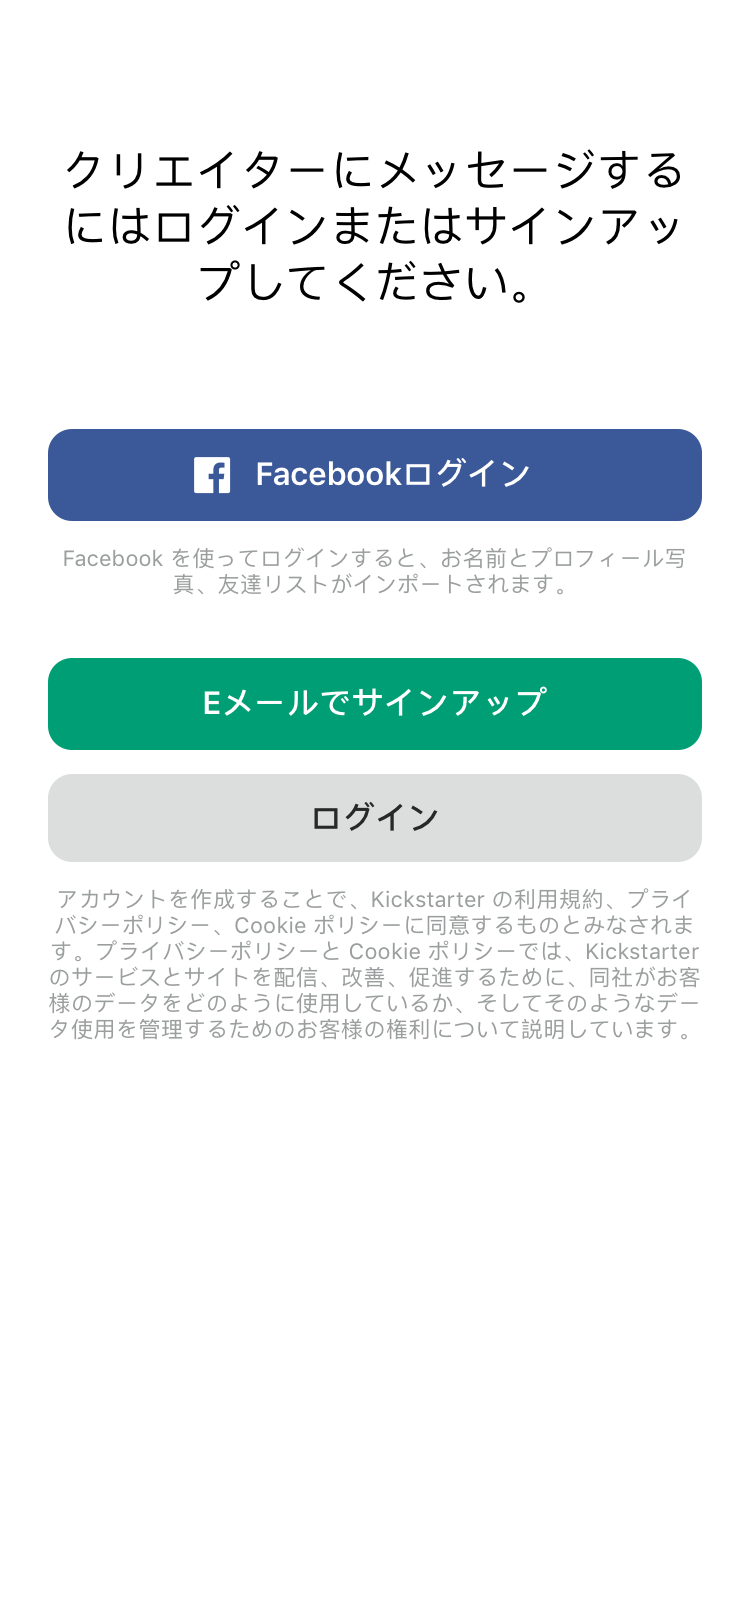 クリエイターにメッセージする
にはログインまたはサインアッ
プしてください。
Facebookログイン
Facebook を使ってログインすると、お名前とプロフィール写
真、友達リストがインポートされます。
Eメールでサインアップ
ログイン
アカウントを作成することで、Kickstarter の利用規約、プライ
バシーポリシー、Cookie ポリシーに同意するものとみなされま
す。プライバシーポリシーと Cookie ポリシーでは、Kickstarter
のサービスとサイトを配信、改善、促進するために、同社がお客
様のデータをどのように使用しているか、そしてそのようなデー
タ使用を管理するためのお客様の権利について説明しています。